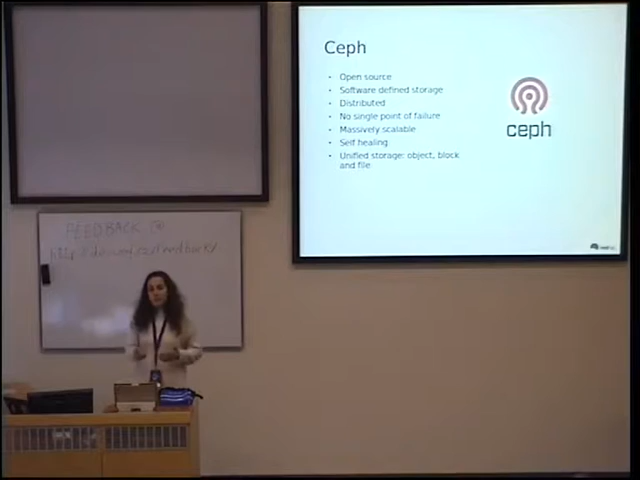 Ceph
• Open source
• Software defined storage
• Distributed
• No single point of failure
• Massively scalable
• Self healing
• Unified storage: object, block
and file
ceph
FEEDBACK @